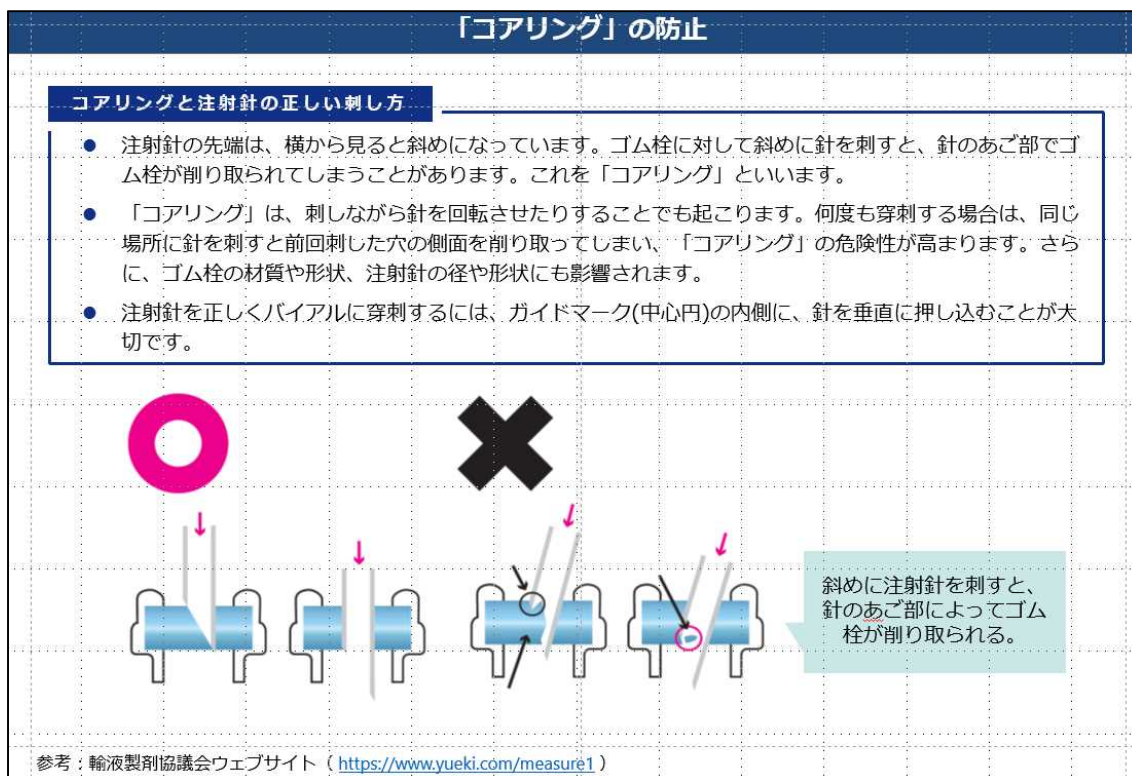 「コアリング」の防止
コアリングと注射針の正しい刺し方
● 注射針の先端は、横から見ると斜めになっています。ゴム栓に対して斜めに針を刺すと、針のあご部でゴ
ム栓が削り取られてしまうことがあります。これを「コアリング」といいます。
● 「コアリング」は、刺しながら針を回転させたりすることでも起こります。何度も穿刺する場合は、同じ
場所に針を刺すと前回刺した穴の側面を削り取ってしまい、「コアリング」の危険性が高まります。さら
に、ゴム栓の材質や形状、注射針の径や形状にも影響されます。
● 注射針を正しくバイアルに穿刺するには、ガイドマーク(中心円)の内側に、針を垂直に押し込むことが大
切です。
斜めに注射針を刺すと、
針のあご部によってゴム
栓が削り取られる。
参考：輸液製剤協議会ウェブサイト（ https://www.yueki.com/measure1 ）